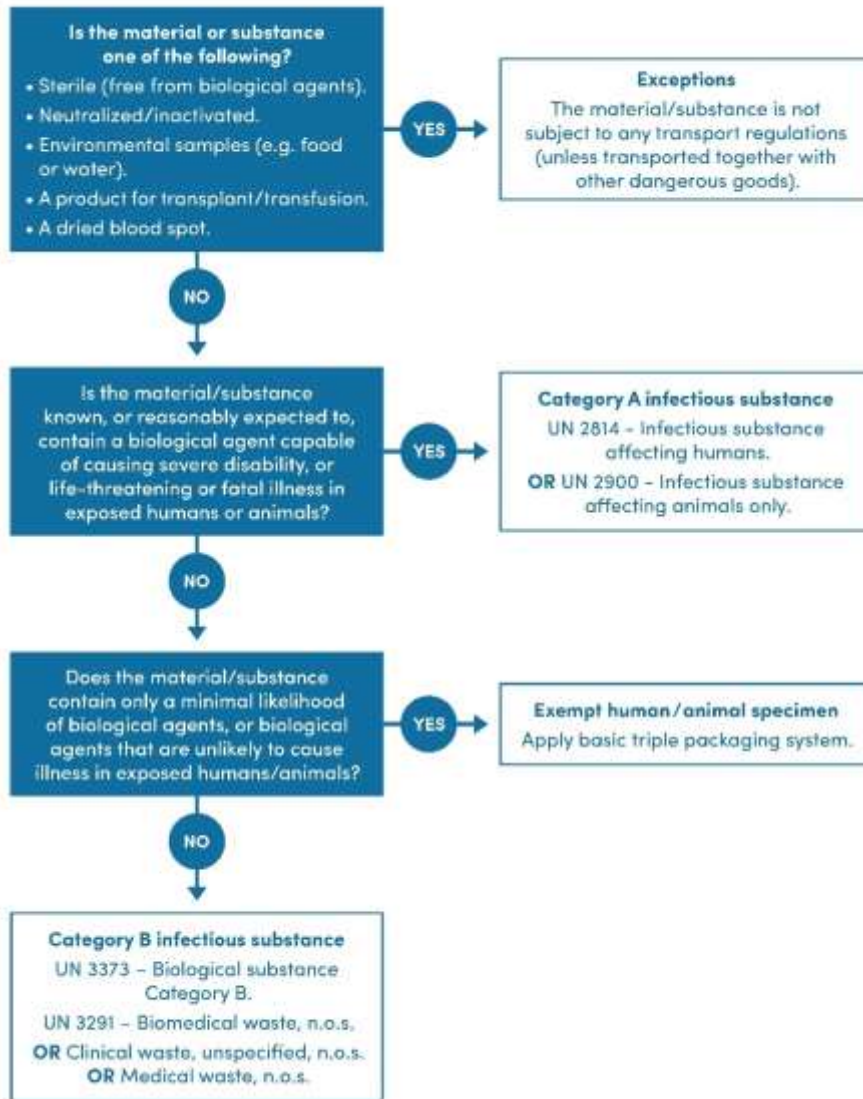 Is the material or substance
one of the following?
• Sterile (free from biological agents).
• Neutralized/inactivated.
• Environmental samples (e.g. food
or water).
• A product for transplant/transfusion.
• A dried blood spot.
YES
Exceptions
The material/substance is not
subject to any transport regulations
(unless transported together with
other dangerous goods).
NO
Is the material/substance
known, or reasonably expected to,
contain a biological agent capable
of causing severe disability, or
life-threatening or fatal illness in
exposed humans or animals?
YES
Category A infectious substance
UN 2814 - Infectious substance
affecting humans.
OR UN 2900 - Infectious substance
affecting animals only.
NO
Does the material/substance
contain only a minimal likelihood
of biological agents, or biological
agents that are unlikely to cause
illness in exposed humans/animals?
YES
Exempt human/animal specimen
Apply basic triple packaging system.
NO
Category B infectious substance
UN 3373 – Biological substance
Category B.
UN 3291 – Biomedical waste, n.o.s.
OR Clinical waste, unspecified, n.o.s.
OR Medical waste, n.o.s.